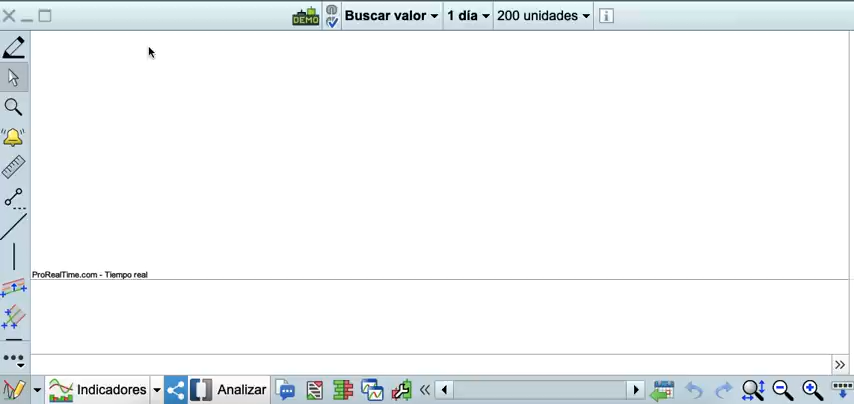 DEMO Buscar valor 1 día 200 unidades
ProRealTime.com - Tiempo real
Indicadores Analizar